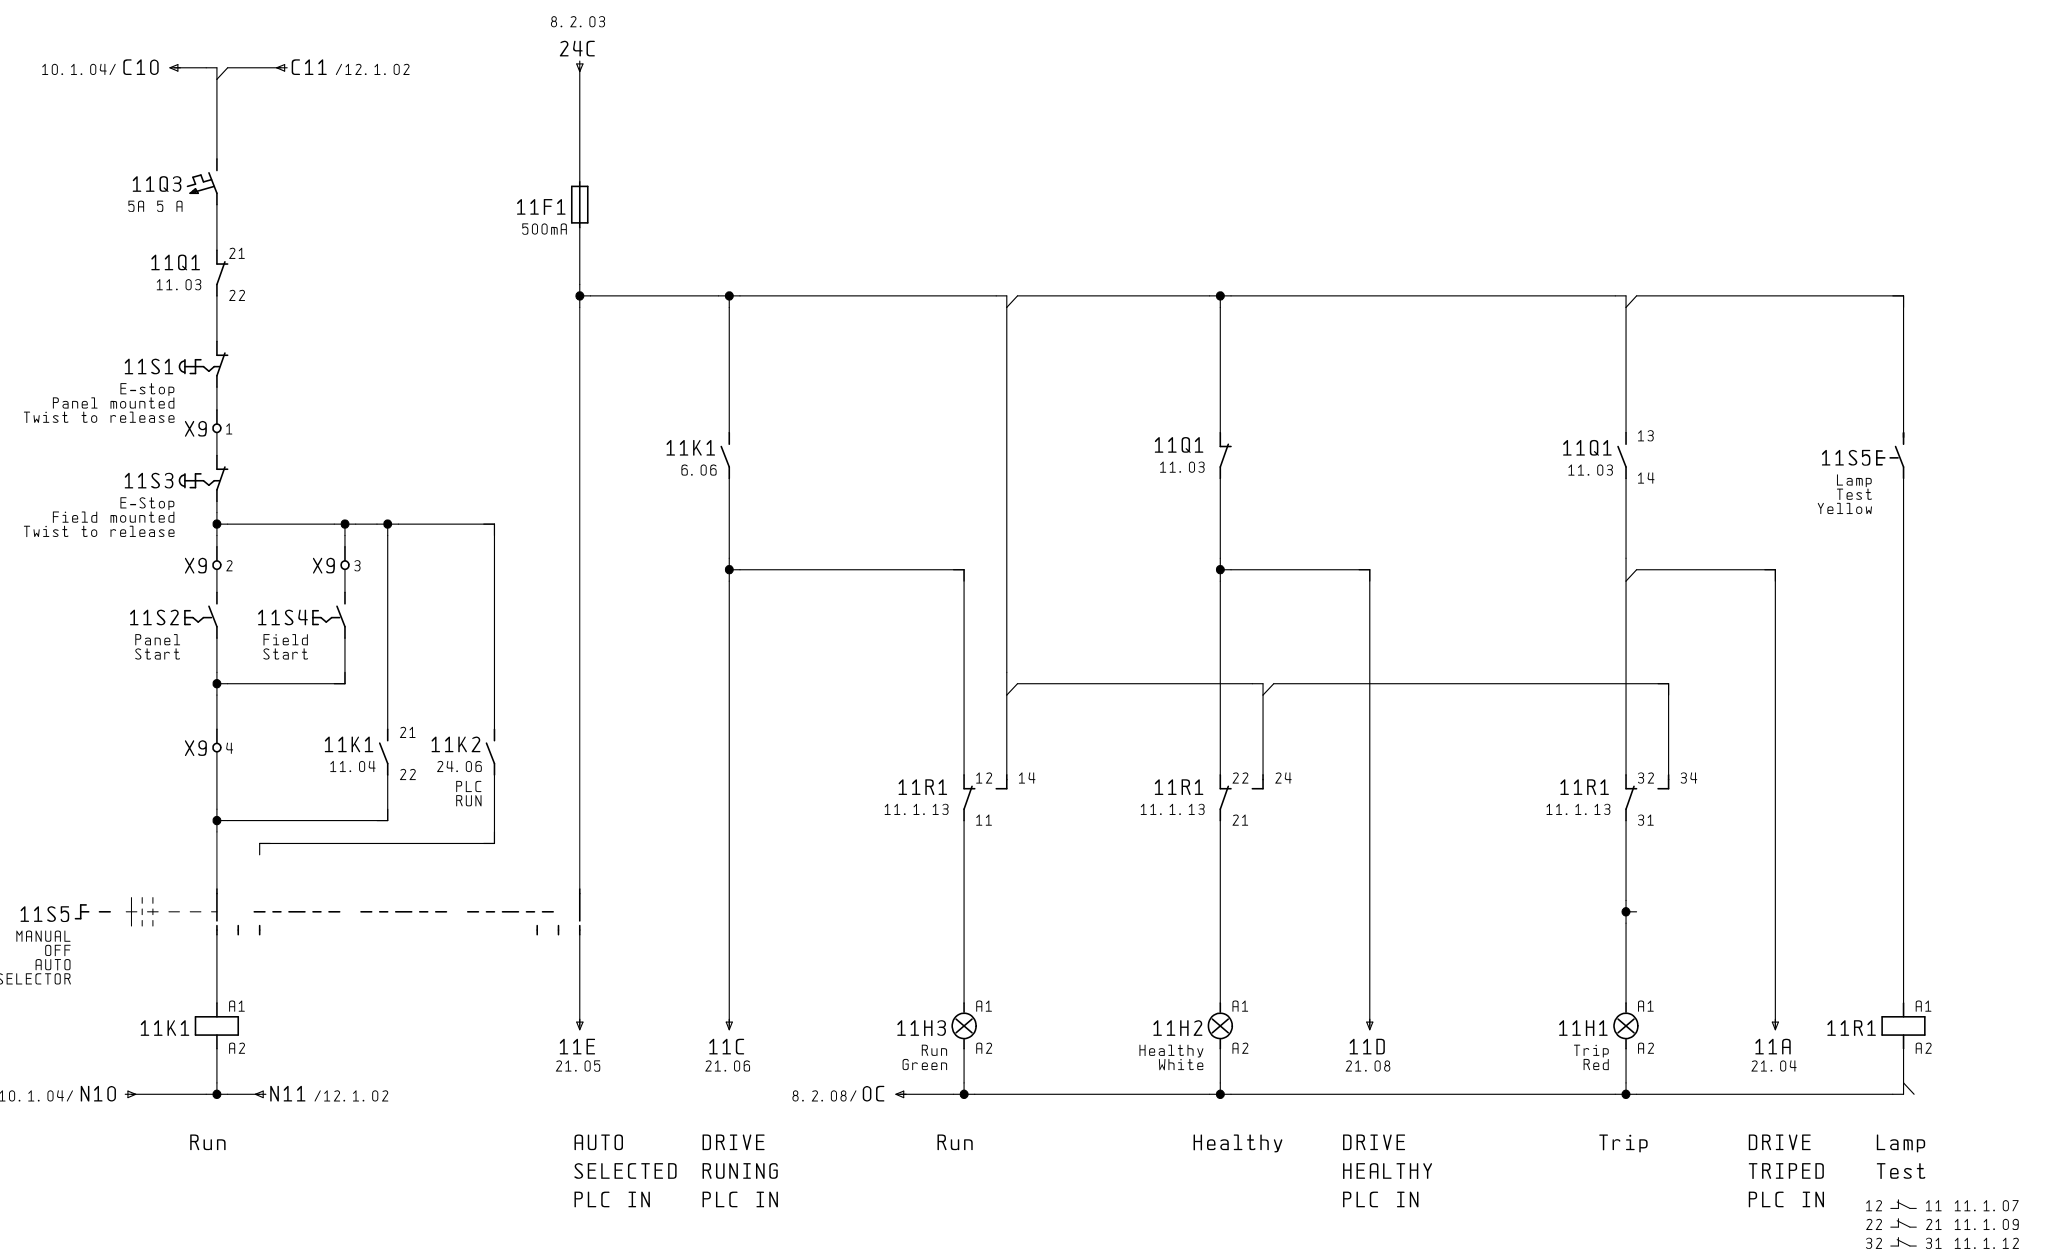 8.2.03
24C
10.1.04/ C10
C11 /12.1.02
11Q3
5A 5 A
11F1
500mA
11Q1
11.03
21
22
11S1
E-stop
Panel mounted
Twist to release
X9 1
11S3
E-Stop
Field mounted
Twist to release
X9 2
X9 3
11S2
Panel
Start
11S4
Field
Start
X9 4
11K1
11.04
21
22
11K2
24.06
PLC
RUN
11S5
MANUAL
OFF
AUTO
SELECTOR
11K1
A1
A2
10.1.04/ N10
N11 /12.1.02
11K1
6.06
11Q1
11.03
11Q1
11.03
13
14
11S5
Lamp
Test
Yellow
11R1
11.1.13
12
14
11
11R1
11.1.13
22
24
21
11R1
11.1.13
32
34
31
11E
21.05
11C
21.06
11H3
Run
Green
A1
A2
11H2
Healthy
White
A1
A2
11D
21.08
11H1
Trip
Red
A1
A2
11A
21.04
11R1
A1
A2
8.2.08/ 0C
Run
AUTO
SELECTED
PLC IN
DRIVE
RUNING
PLC IN
Run
Healthy
DRIVE
HEALTHY
PLC IN
Trip
DRIVE
TRIPED
PLC IN
Lamp
Test
12 11 11.1.07
22 21 11.1.09
32 31 11.1.12